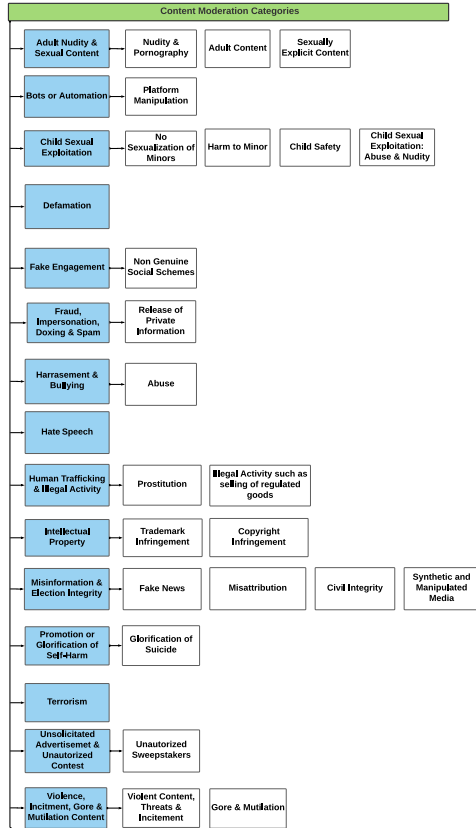 Content Moderation Categories
Adult Nudity &
Sexual Content
Nudity &
Pornography
Adult Content
Sexually
Explicit Content
Bots or Automation
Platform
Manipulation
Child Sexual
Exploitation
No
Sexualization
of Minors
Harm to Minor
Child Safety
Child Sexual
Exploitation:
Abuse & Nudity
Defamation
Fake Engagement
Non Genuine
Social Schemes
Fraud,
Impersonation,
Doxing & Spam
Release of
Private
Information
Harrasement &
Bullying
Abuse
Hate Speech
Human Trafficking
& Illegal Activity
Prostitution
Illegal Activity such as
selling of regulated
goods
Intellectual
Property
Trademark
Infringement
Copyright
Infringement
Misinformation &
Election Integrity
Fake News
Misattribution
Civil Integrity
Synthetic and
Manipulated
Media
Promotion or
Glorification of
Self-Harm
Glorification of
Suicide
Terrorism
Unsolicitated
Advertisemet &
Unautorized
Contest
Unautorized
Sweepstakers
Violence,
Incitment, Gore &
Mutilation Content
Violent Content,
Threats &
Incitement
Gore & Mutilation